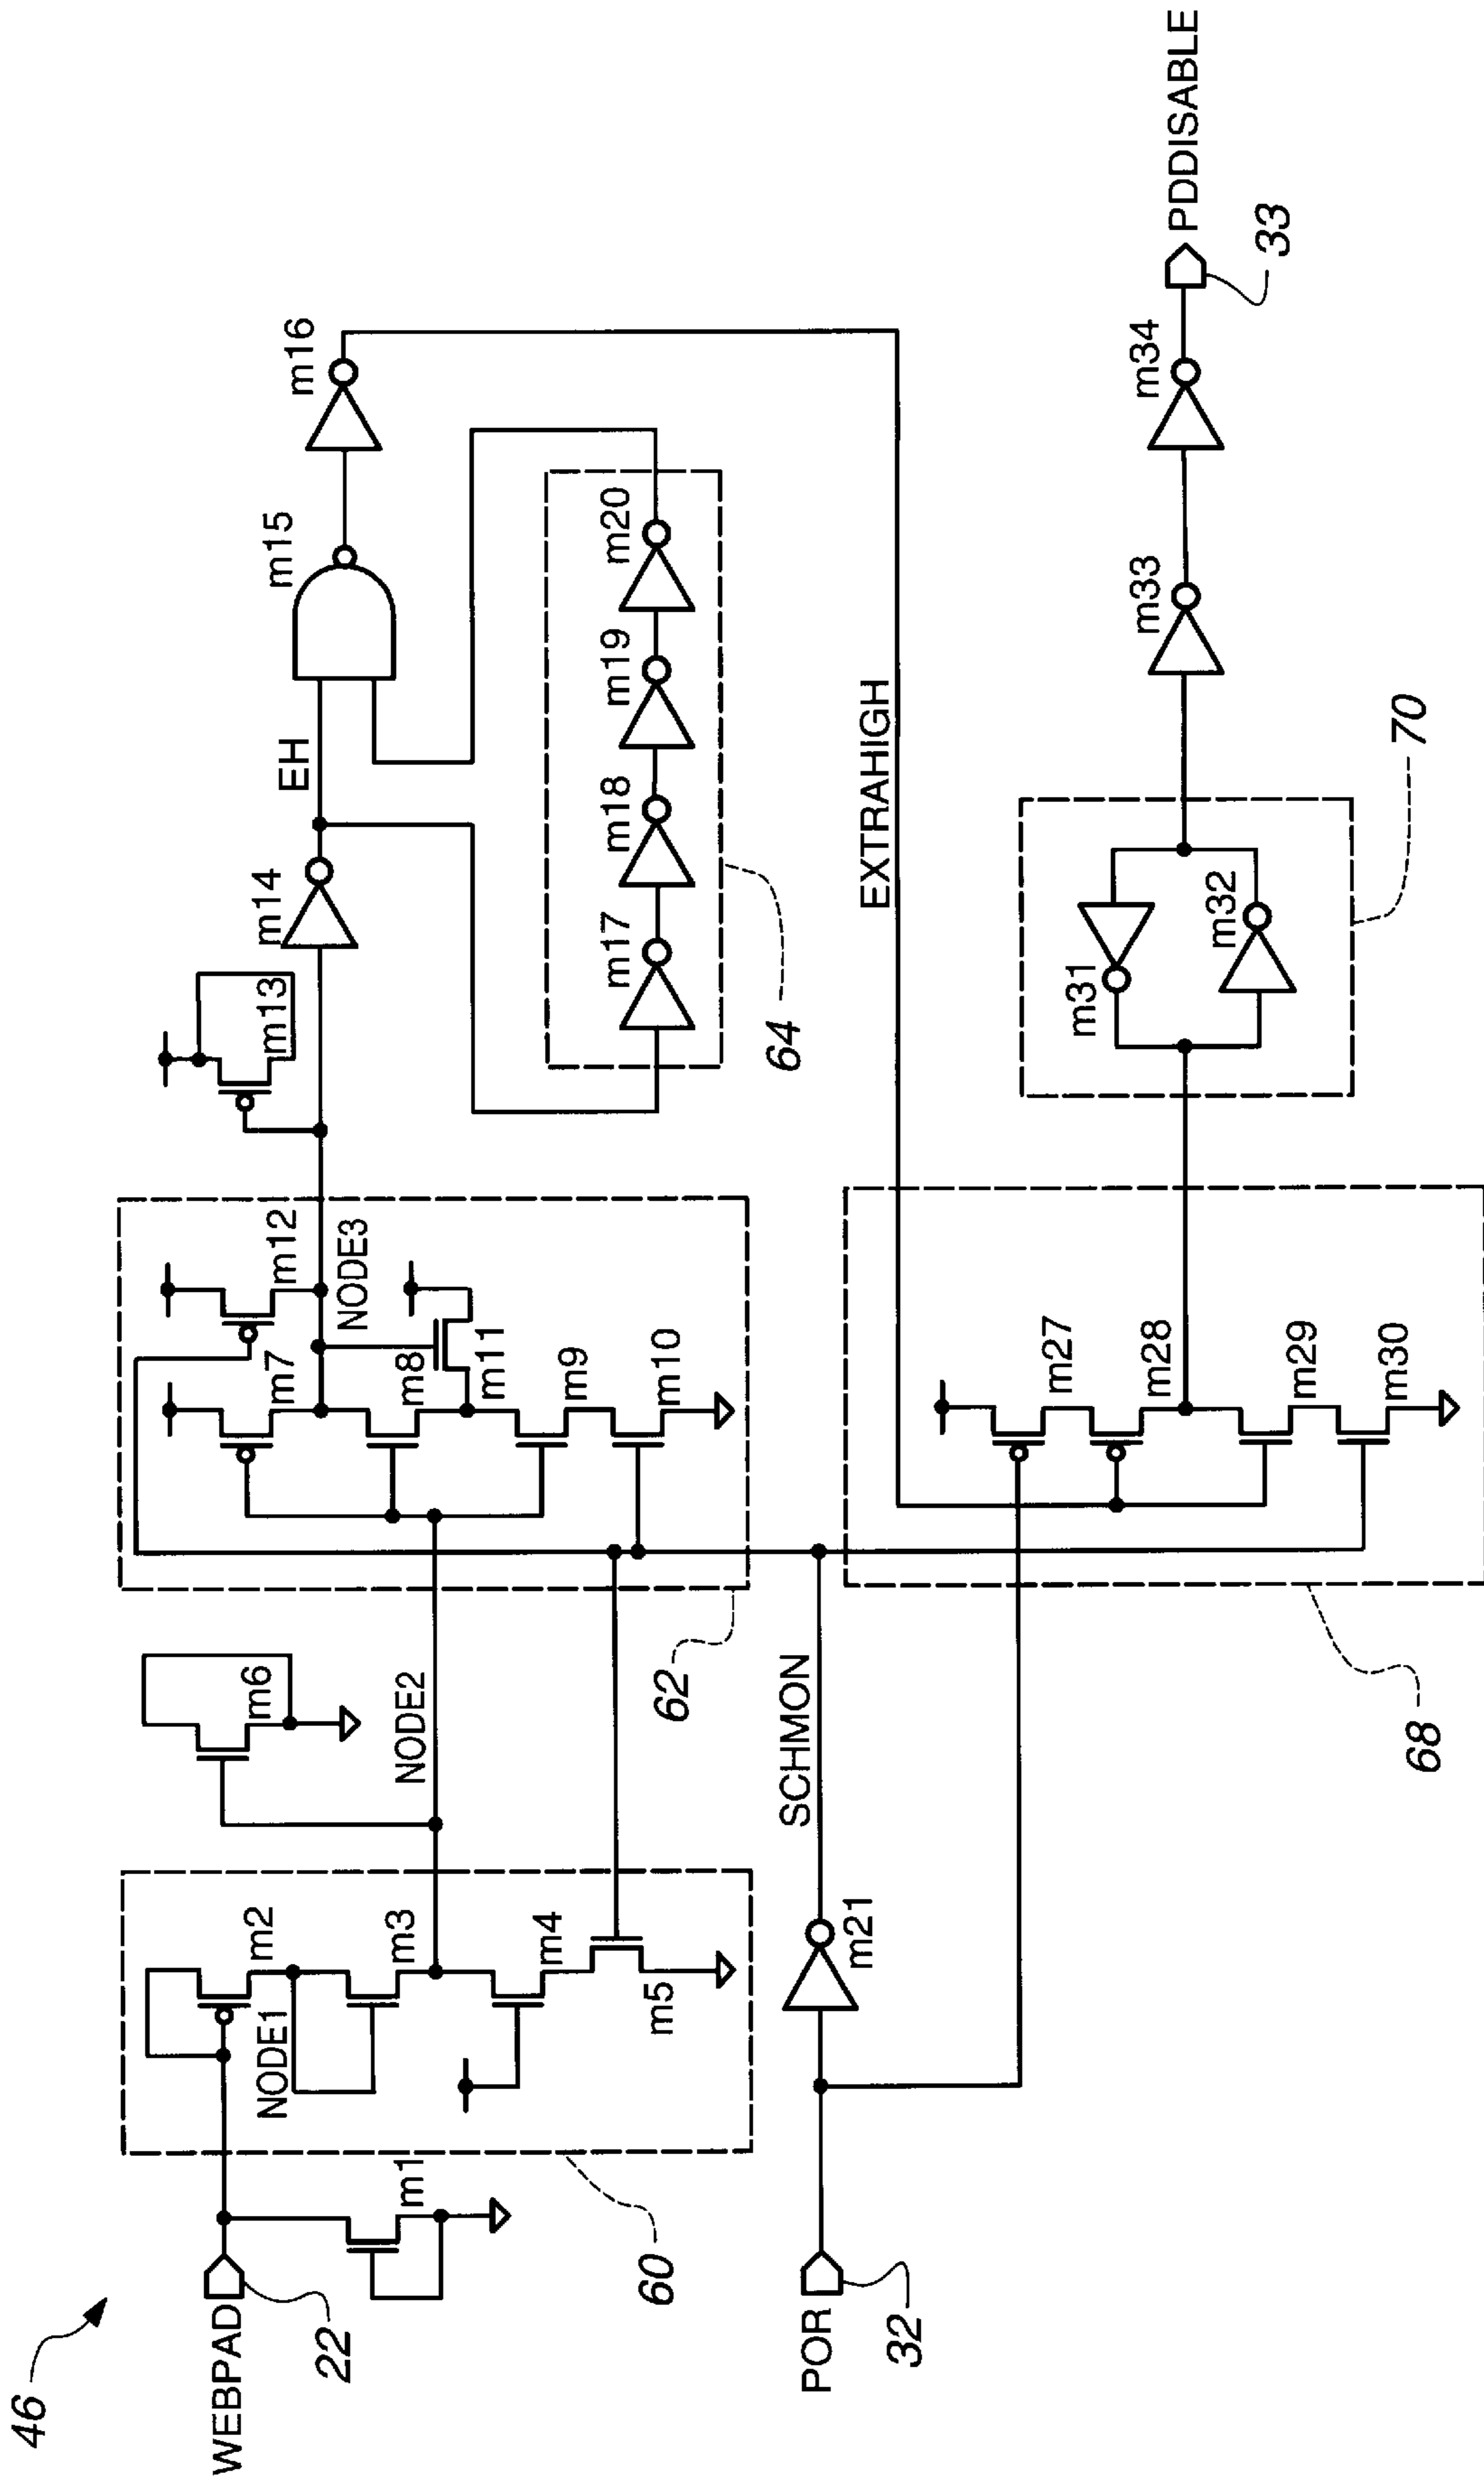 46
WEBPAD
22
m1
60
NODE1
m2
m3
m4
m5
m6
NODE2
62
m7
m8
m9
m10
m11
m12
NODE3
m13
m14
EH
m15
m16
m17
m18
m19
m20
64
EXTRAHIGH
POR
32
m21
SCHMON
68
m27
m28
m29
m30
m31
m32
70
m33
m34
33
PDDISABLE